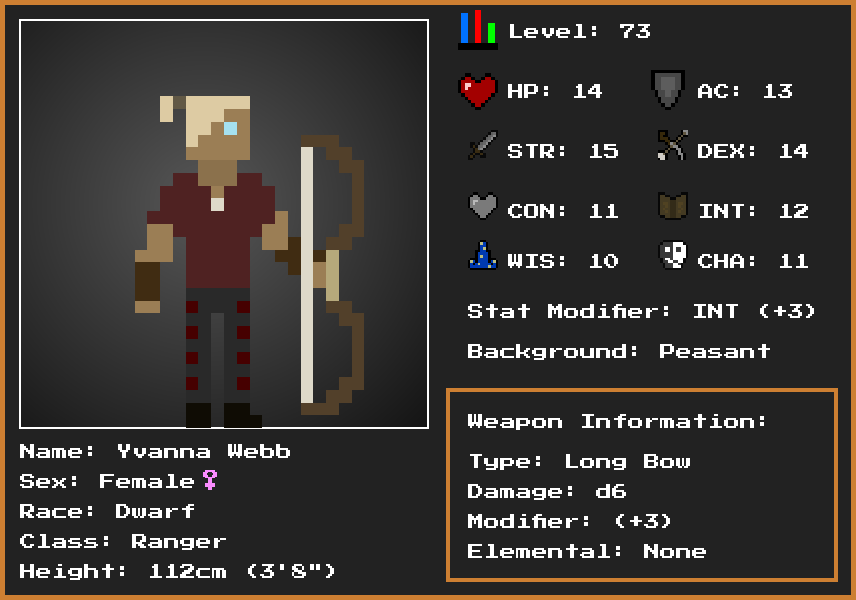 Level: 73
HP: 14 AC: 13
STR: 15 DEX: 14
CON: 11 INT: 12
WIS: 10 CHA: 11
Stat Modifier: INT (+3)
Background: Peasant
Weapon Information:
Type: Long Bow
Damage: d6
Modifier: (+3)
Elemental: None
Name: Yvanna Webb
Sex: Female♀
Race: Dwarf
Class: Ranger
Height: 112cm (3'8")